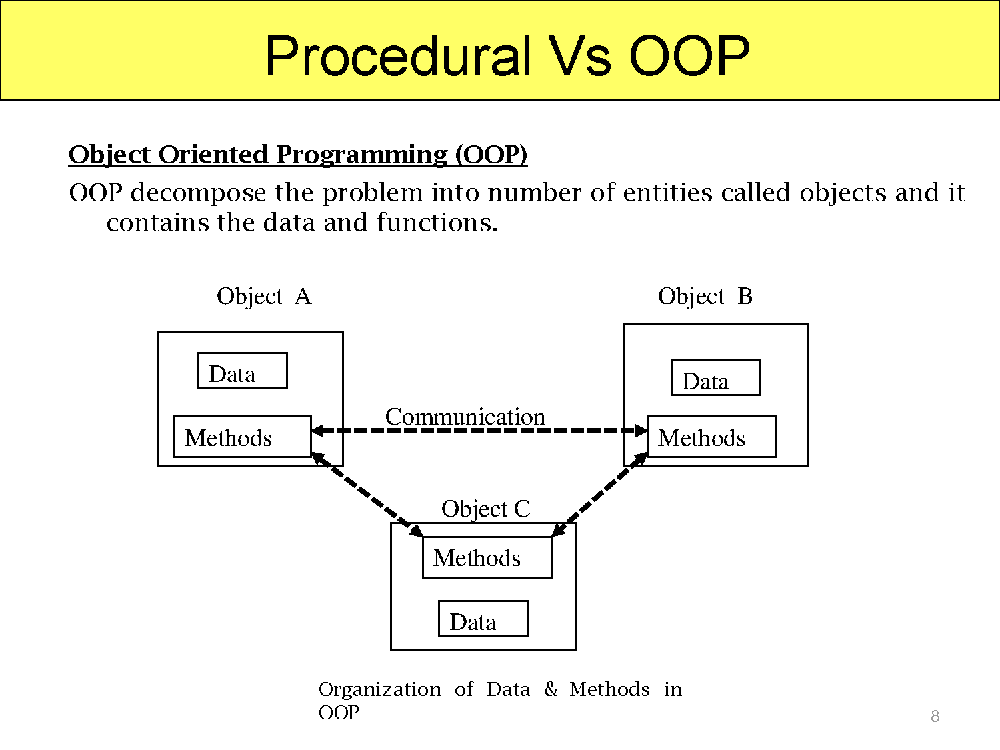 Procedural Vs OOP
Object Oriented Programming (OOP)
OOP decompose the problem into number of entities called objects and it
contains the data and functions.
Object A
Object B
Data
Data
Communication
Methods
Methods
Object C
Methods
Data
Organization of Data & Methods in
OOP
8